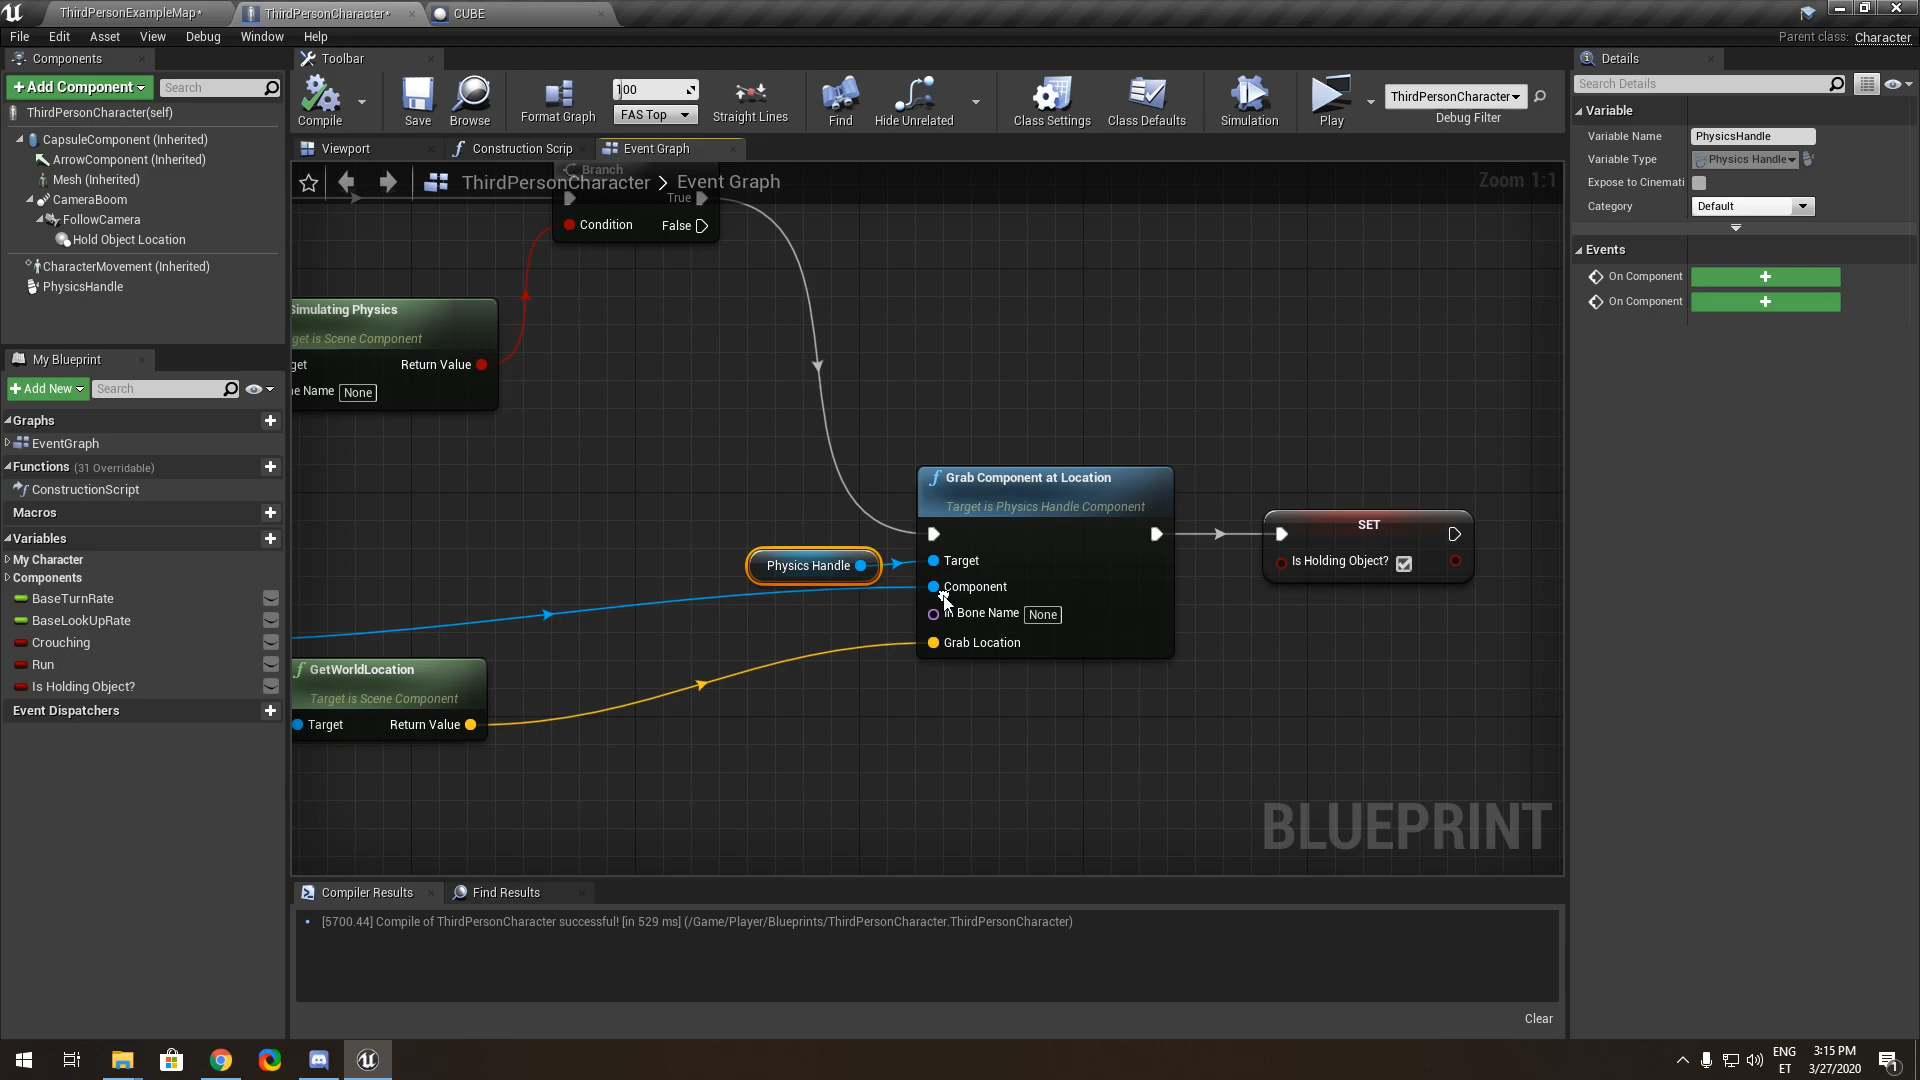 ThirdPersonExampleMap*
ThirdPersonCharacter*
CUBE
File Edit Asset View Debug Window Help
Parent class: Character
Components
+Add Component
Search
ThirdPersonCharacter(self)
CapsuleComponent (Inherited)
ArrowComponent (Inherited)
Mesh (Inherited)
CameraBoom
FollowCamera
Hold Object Location
CharacterMovement (Inherited)
PhysicsHandle
My Blueprint
+Add New
Search
Graphs
EventGraph
Functions (31 Overridable)
ConstructionScript
Macros
Variables
My Character
Components
BaseTurnRate
BaseLookUpRate
Crouching
Run
Is Holding Object?
Event Dispatchers
Toolbar
Compile
Save
Browse
Format Graph
100
FAS Top
Straight Lines
Find
Hide Unrelated
Class Settings
Class Defaults
Simulation
Play
ThirdPersonCharacter
Debug Filter
Viewport
Construction Scrip
Event Graph
ThirdPersonCharacter > Event Graph
Zoom 1:1
Branch
True
Condition
False
Simulating Physics
get is Scene Component
get
Return Value
ne Name None
Grab Component at Location
Target is Physics Handle Component
Target
Component
In Bone Name None
Grab Location
Physics Handle
SET
Is Holding Object?
GetWorldLocation
Target is Scene Component
Target
Return Value
BLUEPRINT
Compiler Results
Find Results
[5700.44] Compile of ThirdPersonCharacter successful! [in 529 ms] (/Game/Player/Blueprints/ThirdPersonCharacter.ThirdPersonCharacter)
Clear
Details
Search Details
Variable
Variable Name PhysicsHandle
Variable Type Physics Handle
Expose to Cinemati
Category Default
Events
On Component +
On Component +
ENG
ET
3:15 PM
3/27/2020
1